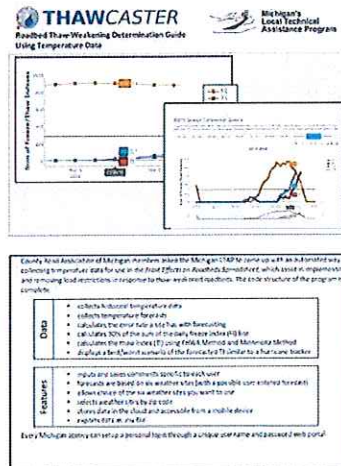 THAWCASTER
Roadbed Thaw-Weakening Determination Guide
Using Temperature Data
Michigan's
Local Technical
Assistance Program
County Road Association of Michigan members asked the Michigan LTAP to come up with an automated way
collecting temperature data for use in the Frost Effects on Roadbeds Spreadsheet, which assist in implementin
and removing load restrictions in response to thaw-weakened roadbeds. The code structure of the program is
complete.
Data
• collects historical temperature data
• collects temperature forecasts
• calculates the error rate a site has with forecasting
• calculates 30% of the sum of the daily freeze index (FI) line
• calculates the thaw index (TI) using FHWA Method and Minnesota Method
• displays a best/worst scenario of the forecasted TI similar to a hurricane tracker
Features
• inputs and saves comments specific to each user
• forecasts are based on six weather sites (with a possible user-entered forecast)
• allows choice of the six weather sites you want to use
• selects weather sites by zip code
• stores data in the cloud and accessible from a mobile device
• exports data as .csv file
Every Michigan agency can setup a personal login through a unique username and password web portal.